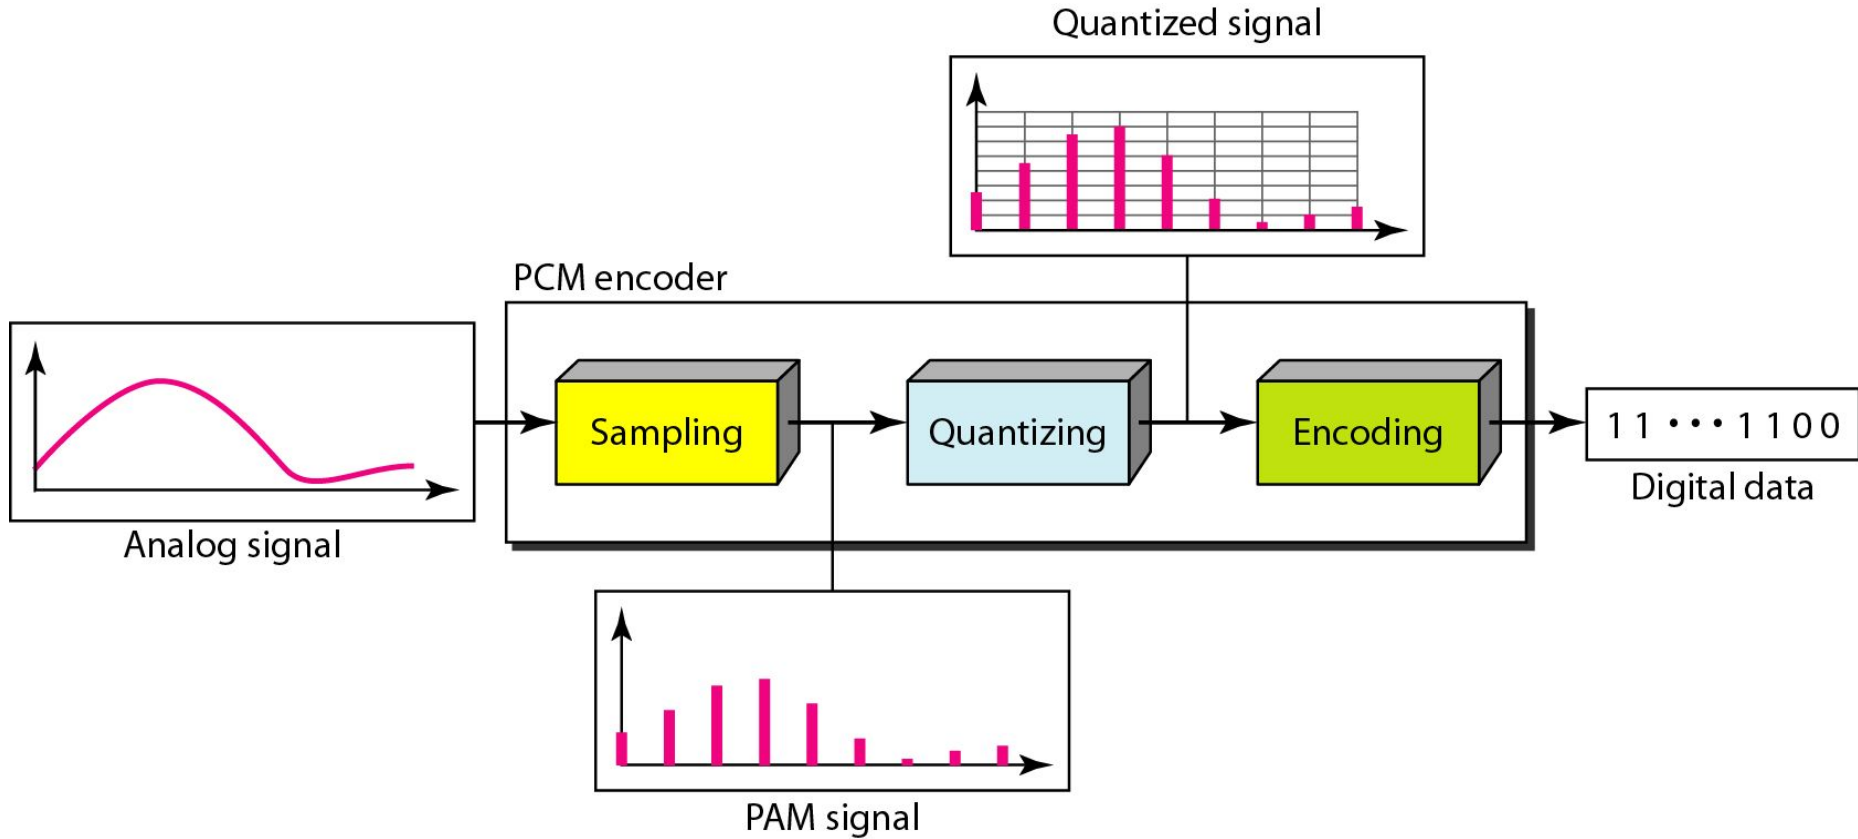 Quantized signal
PCM encoder
Sampling
Quantizing
Encoding
11 • • • 1100
Digital data
Analog signal
PAM signal